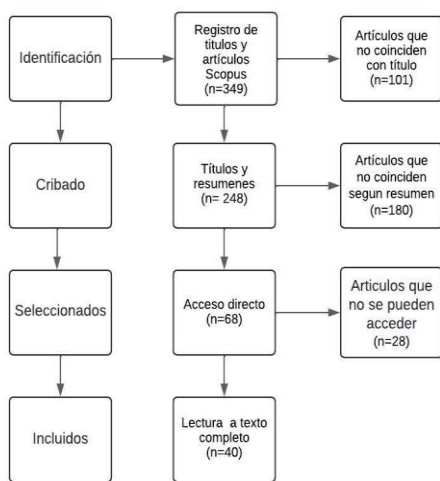 Identificación
Registro de
titulos y
artículos
Scopus
(n=349)
Artículos que
no coinciden
con título
(n=101)
Cribado
Títulos y
resumenes
(n= 248)
Artículos que
no coinciden
segun resumen
(n=180)
Seleccionados
Acceso directo
(n=68)
Articulos que
no se pueden
acceder
(n=28)
Incluidos
Lectura a texto
completo
(n=40)